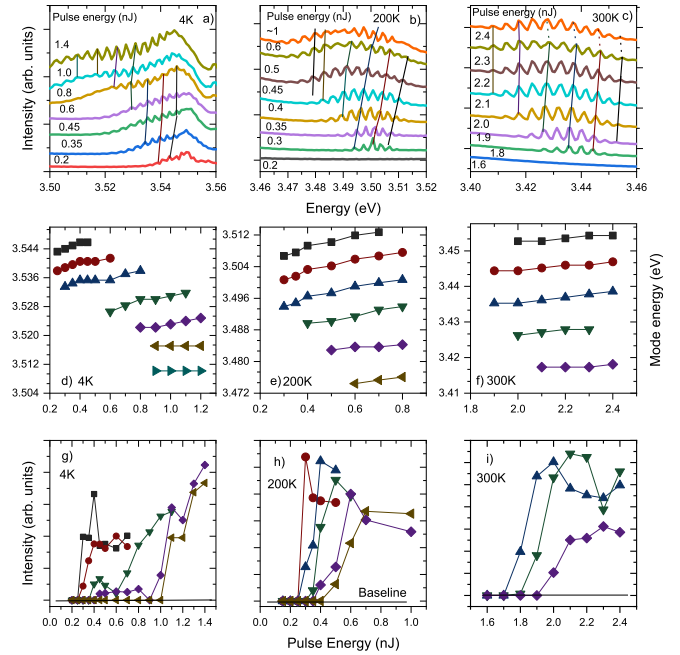 Pulse energy (nJ) 4K a)
1.4
1.0
0.8
0.6
0.45
0.35
0.2
3.50 3.52 3.54 3.56
Intensity (arb. units)
Pulse energy (nJ) 200K b)
~1
0.6
0.5
0.45
0.4
0.35
0.3
0.2
3.46 3.47 3.48 3.49 3.50 3.51 3.52
Pulse energy (nJ) 300K c)
2.4
2.3
2.2
2.1
2.0
1.9
1.8
1.6
3.40 3.42 3.44 3.46
Energy (eV)
3.544
3.536
3.528
3.520
3.512
3.504
d) 4K
0.2 0.4 0.6 0.8 1.0 1.2
3.512
3.504
3.496
3.488
3.480
3.472
e) 200K
0.2 0.4 0.6 0.8
3.45
3.44
3.43
3.42
3.41
f) 300K
1.8 2.0 2.2 2.4
Mode energy (eV)
g)
4K
0.0 0.2 0.4 0.6 0.8 1.0 1.2 1.4
Intensity (arb. units)
h)
200K
Baseline
0.0 0.2 0.4 0.6 0.8 1.0
i)
300K
1.6 1.8 2.0 2.2 2.4
Pulse Energy (nJ)